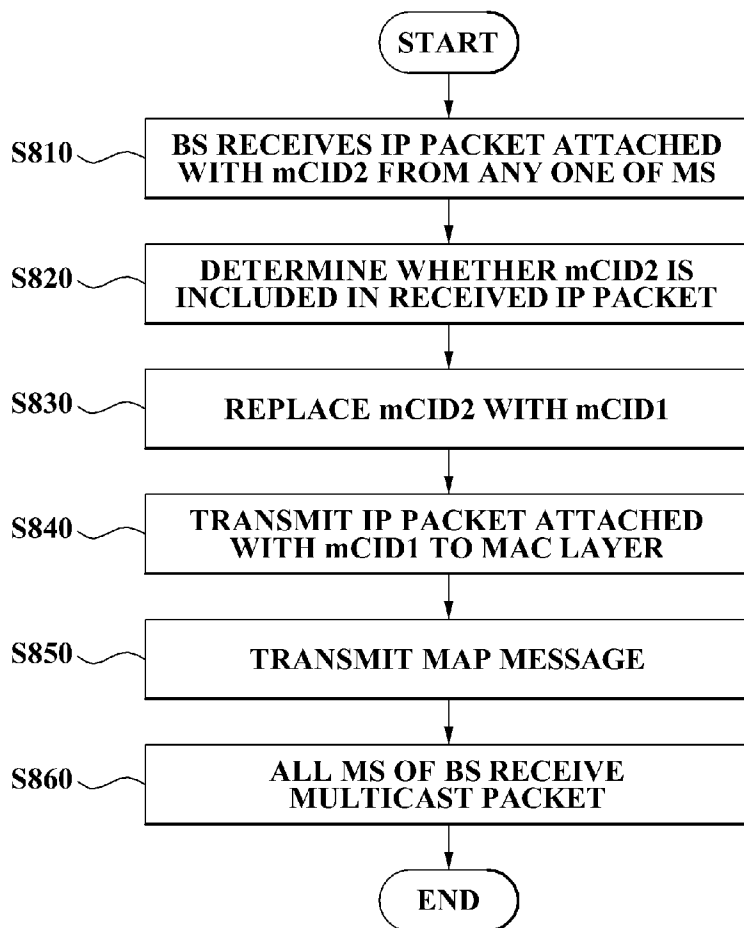 START
S810
BS RECEIVES IP PACKET ATTACHED
WITH mCID2 FROM ANY ONE OF MS
S820
DETERMINE WHETHER mCID2 IS
INCLUDED IN RECEIVED IP PACKET
S830
REPLACE mCID2 WITH mCID1
S840
TRANSMIT IP PACKET ATTACHED
WITH mCID1 TO MAC LAYER
S850
TRANSMIT MAP MESSAGE
S860
ALL MS OF BS RECEIVE
MULTICAST PACKET
END